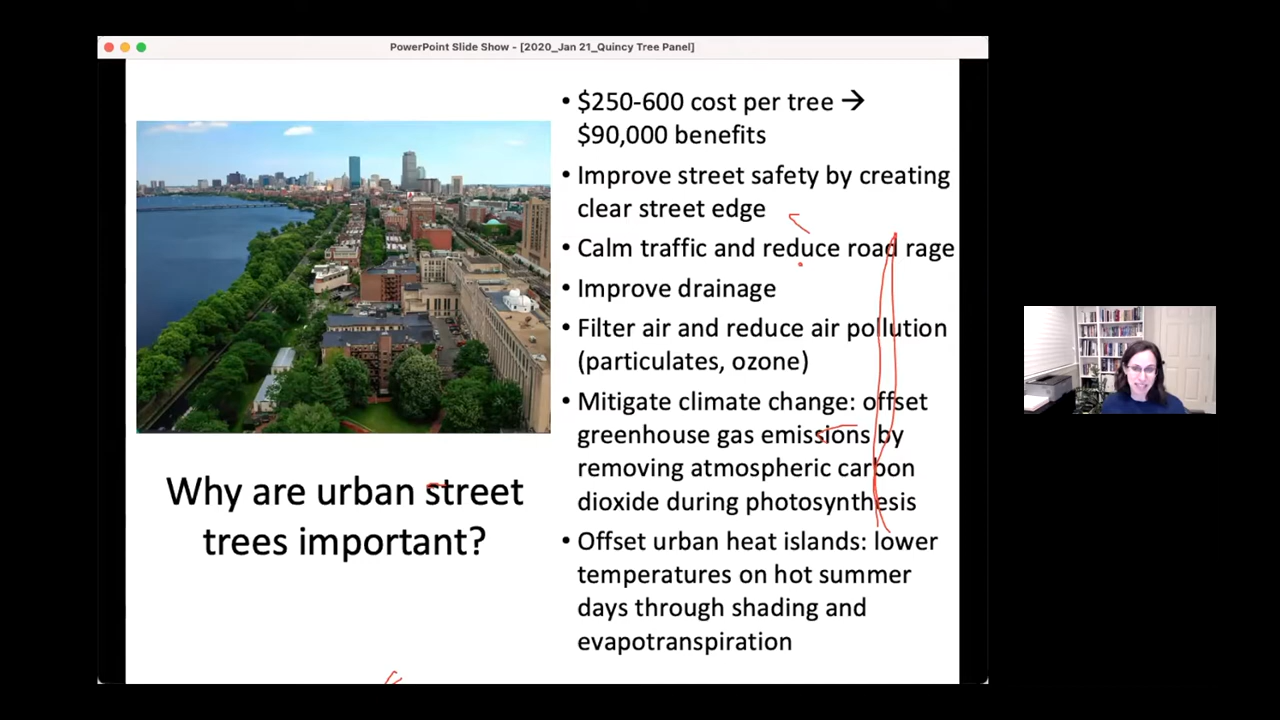 PowerPoint Slide Show - [2020_Jan 21_Quincy Tree Panel]
• $250-600 cost per tree →
$90,000 benefits
• Improve street safety by creating
clear street edge
• Calm traffic and reduce road rage
• Improve drainage
• Filter air and reduce air pollution
(particulates, ozone)
• Mitigate climate change: offset
greenhouse gas emissions by
removing atmospheric carbon
dioxide during photosynthesis
• Offset urban heat islands: lower
temperatures on hot summer
days through shading and
evapotranspiration
Why are urban street
trees important?